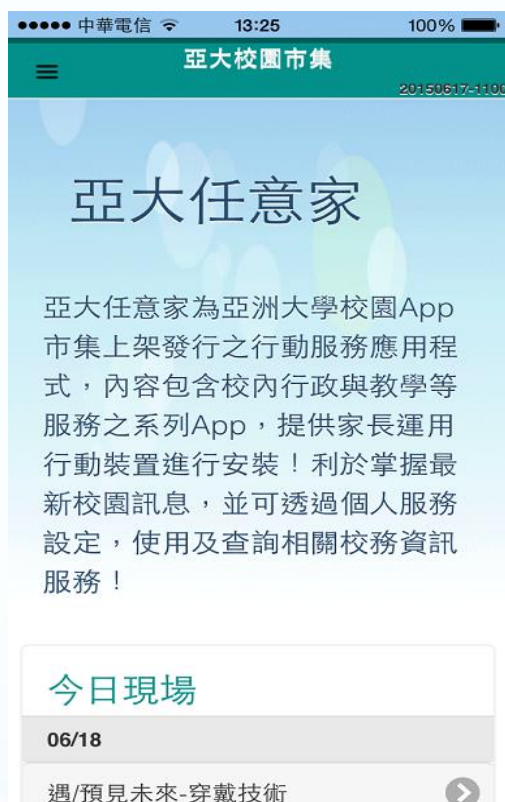 中華電信 13:25 100%
亞大校園市集
20150617-1100
亞大任意家
亞大任意家為亞洲大學校園App
市集上架發行之行動服務應用程
式，內容包含校內行政與教學等
服務之系列App，提供家長運用
行動裝置進行安裝！利於掌握最
新校園訊息，並可透過個人服務
設定，使用及查詢相關校務資訊
服務！
今日現場
06/18
遇/預見未來-穿戴技術